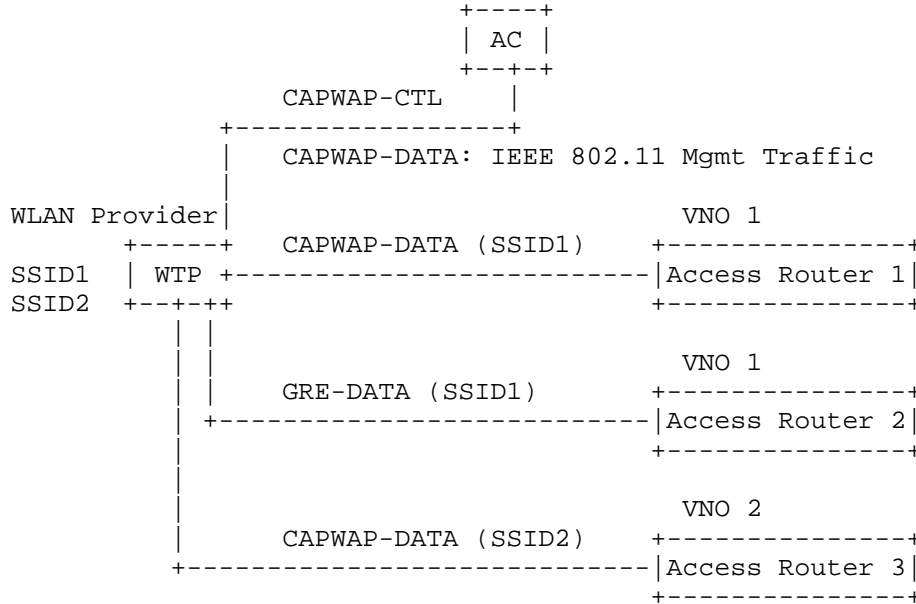 AC
CAPWAP-CTL
CAPWAP-DATA: IEEE 802.11 Mgmt Traffic
WLAN Provider
VNO 1
CAPWAP-DATA (SSID1)
SSID1 WTP Access Router 1
SSID2
VNO 1
GRE-DATA (SSID1)
Access Router 2
VNO 2
CAPWAP-DATA (SSID2)
Access Router 3